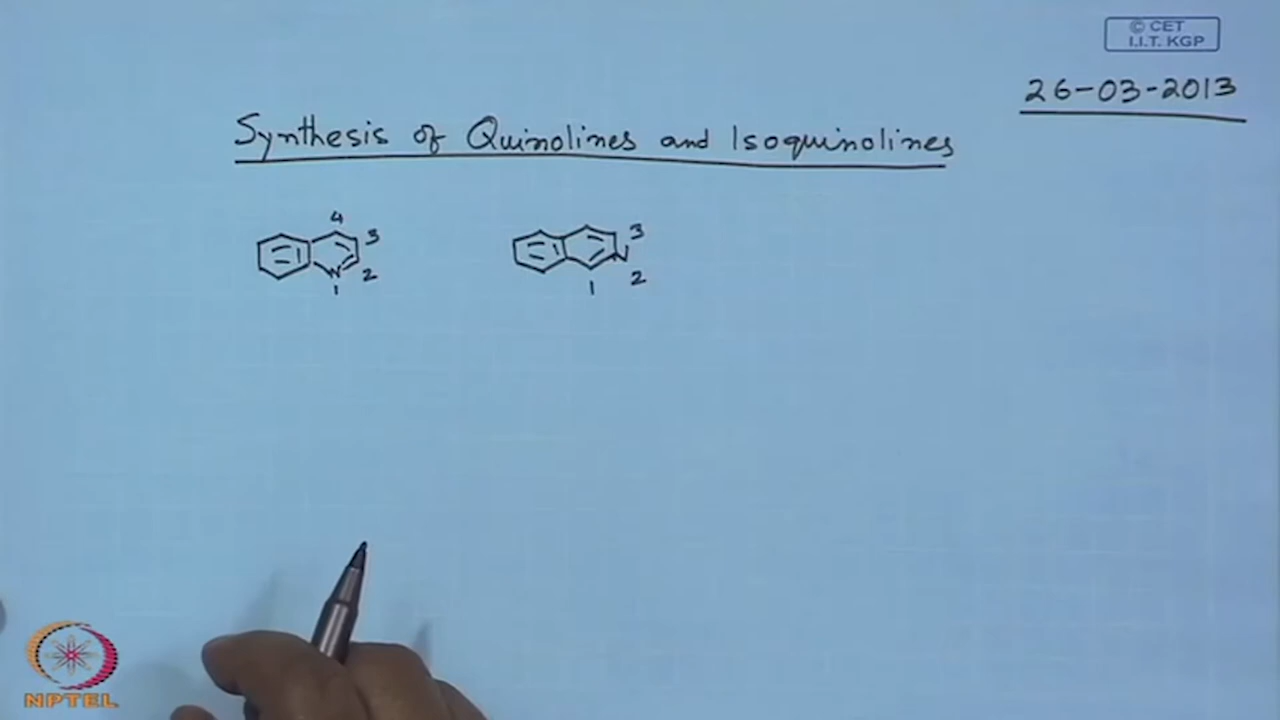 © CET
I.I.T. KGP
26-03-2013
Synthesis of Quinolines and Isoquinolines
4
3
N
2
1
3
N
2
1
NPTEL